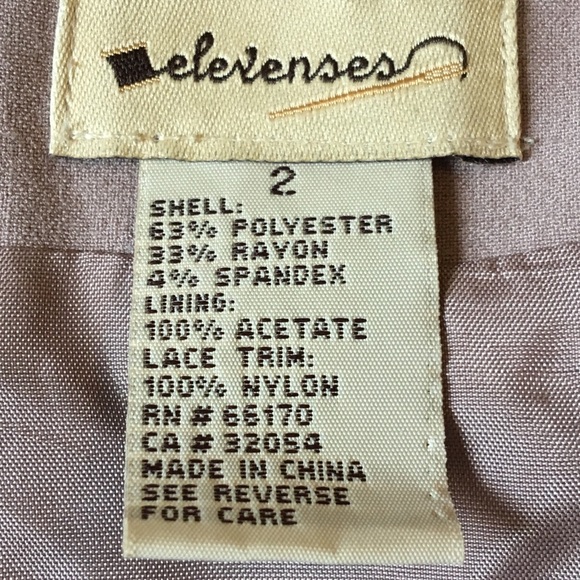 elevenses
2
SHELL:
63% POLYESTER
33% RAYON
4% SPANDEX
LINING:
100% ACETATE
LACE TRIM:
100% NYLON
RN # 66170
CA # 32054
MADE IN CHINA
SEE REVERSE
FOR CARE